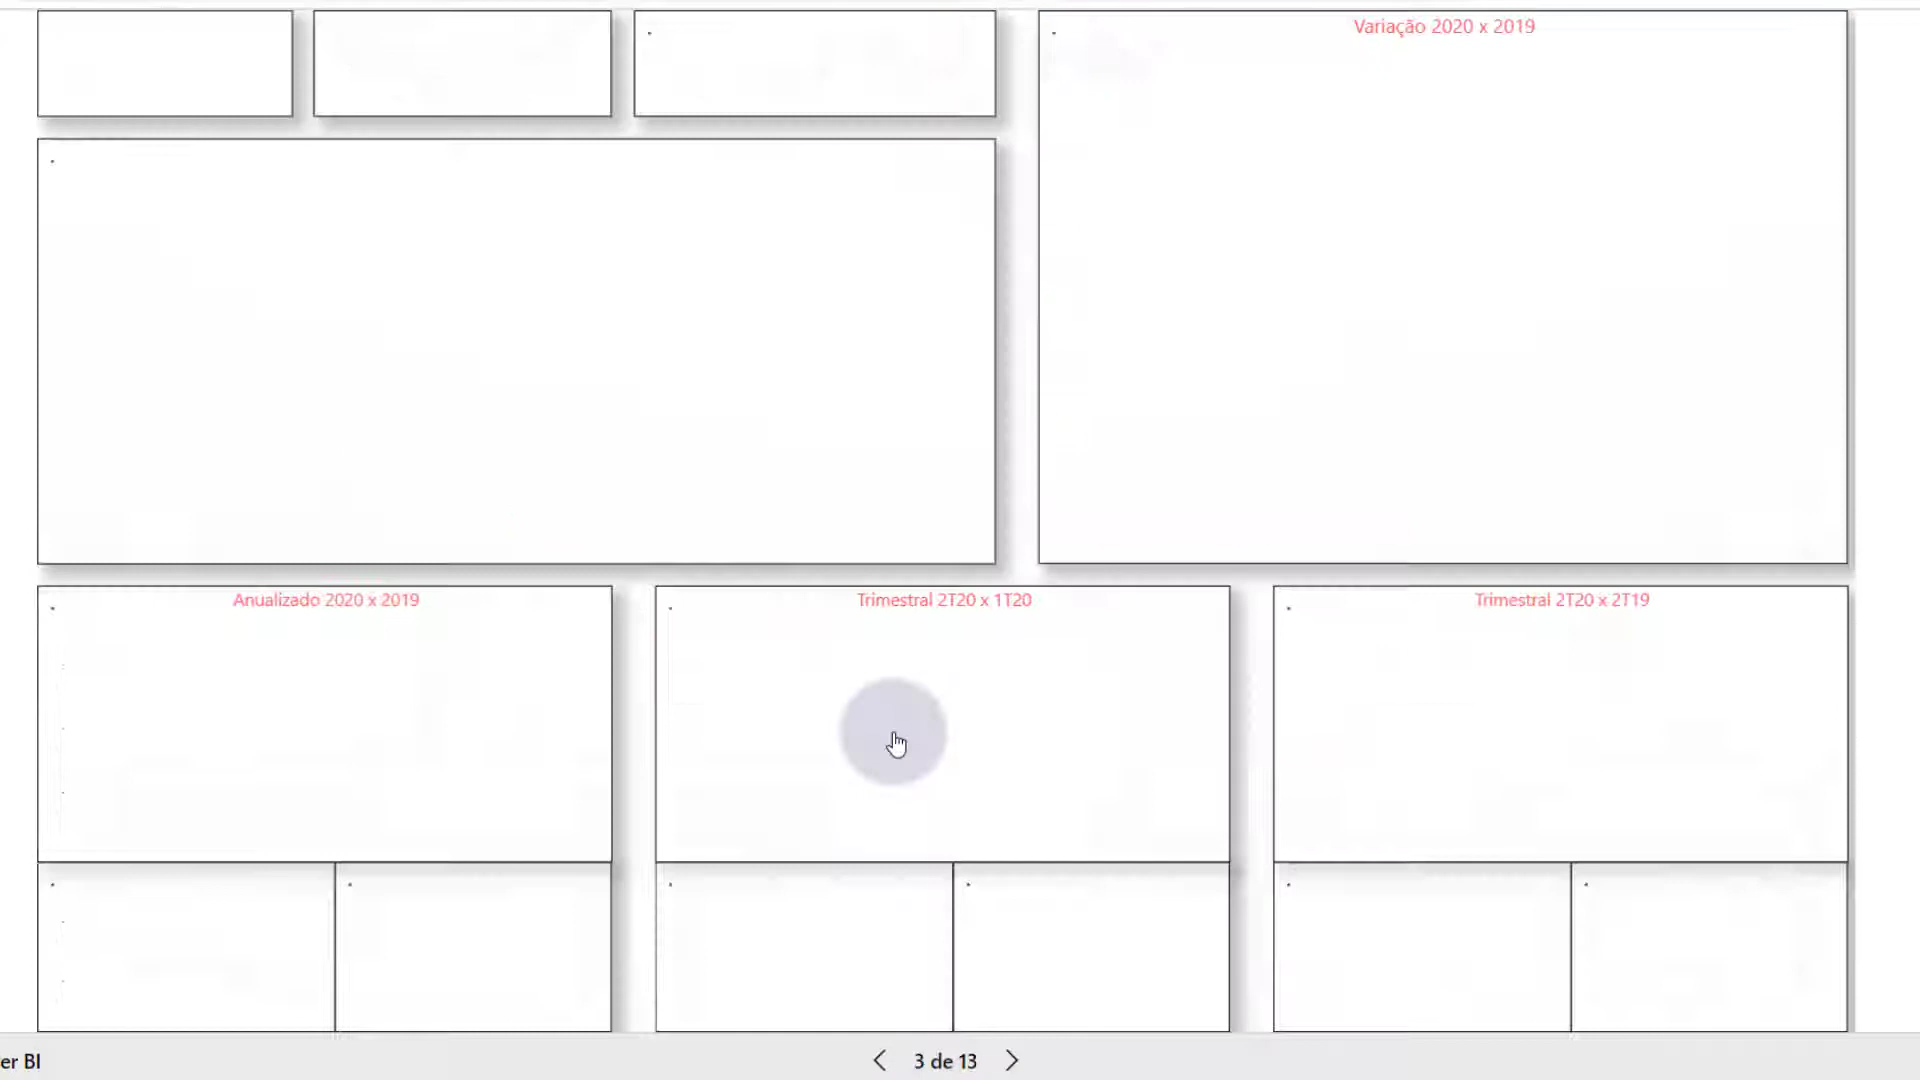 Variação 2020 x 2019
Anualizado 2020 x 2019
Trimestral 2T20 x 1T20
Trimestral 2T20 x 2T19
er BI
3 de 13